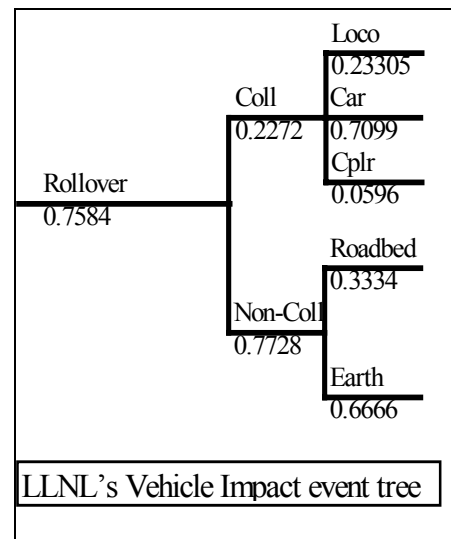 Loco
0.23305
Coll
0.2272
Car
0.7099
Cplr
0.0596
Rollover
0.7584
Roadbed
0.3334
Non-Coll
0.7728
Earth
0.6666
LLNL's Vehicle Impact event tree